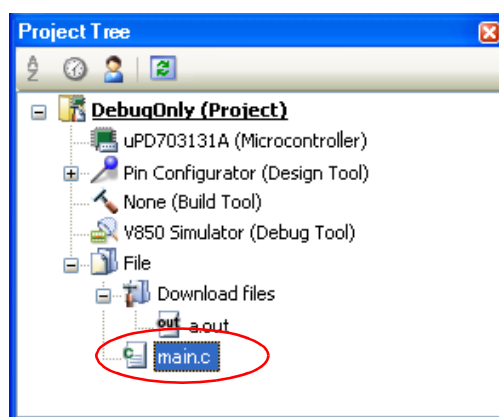 Project Tree
DebugOnly (Project)
uPD703131A (Microcontroller)
Pin Configurator (Design Tool)
None (Build Tool)
V850 Simulator (Debug Tool)
File
Download files
out a.out
C main.c